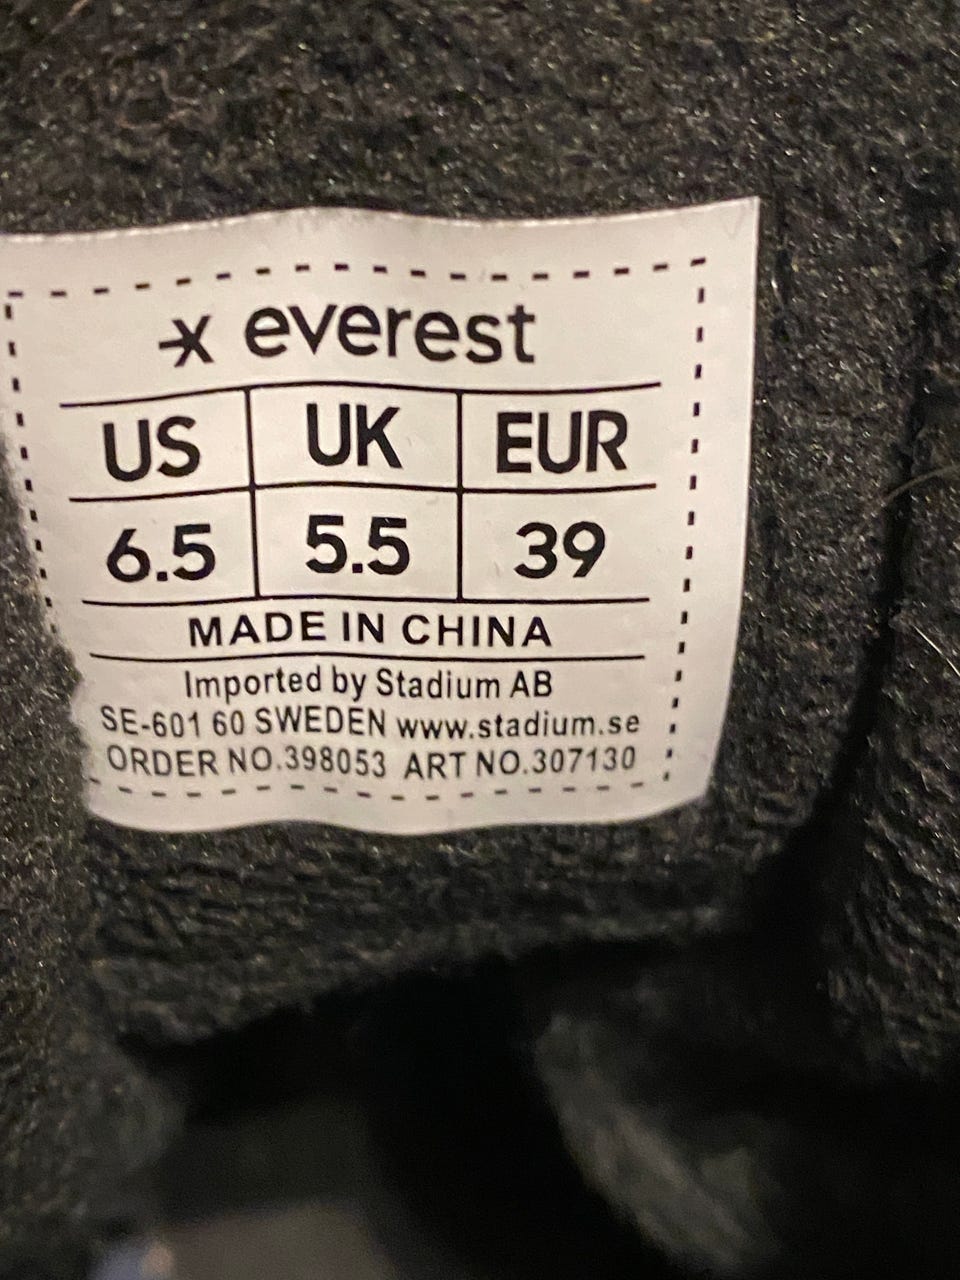 everest
US UK EUR
6.5 5.5 39
MADE IN CHINA
Imported by Stadium AB
SE-601 60 SWEDEN www.stadium.se
ORDER NO.398053 ART NO.307130